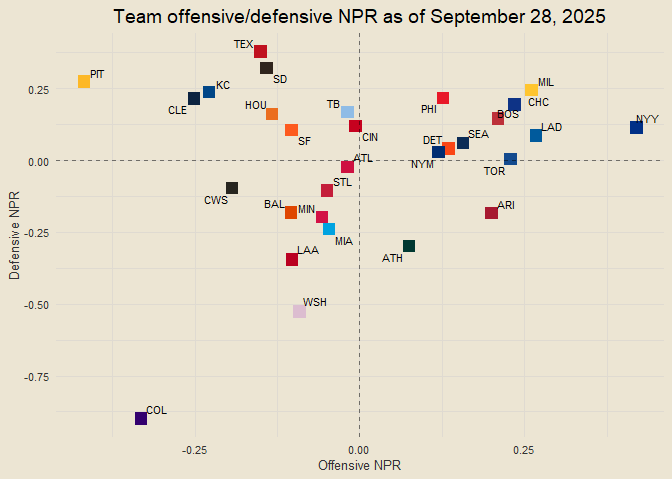 Team offensive/defensive NPR as of September 28, 2025
TEX
SD
PIT
KC
CLE
HOU
TB
SF
CIN
MIL
PHI
CHC
BOS
NYY
LAD
SEA
DET
NYM
TOR
ATL
STL
CWS
BAL
MIN
MIA
LAA
ARI
ATH
WSH
COL
0.25
0.00
-0.25
-0.50
-0.75
Defensive NPR
-0.25
0.00
0.25
Offensive NPR